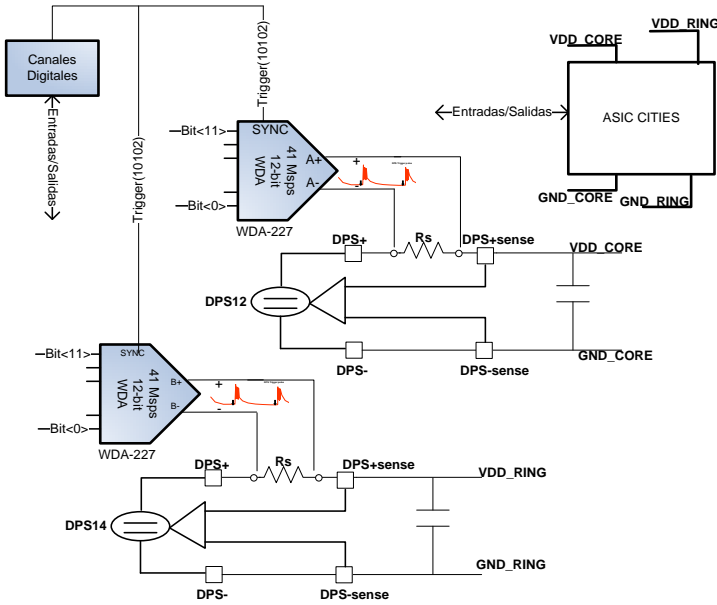 Canales
Digitales
Entradas/Salidas
Trigger(10102)
Trigger(10102)
VDD_RING
VDD_CORE
Entradas/Salidas
ASIC CITIES
GND_CORE
GND_RING
Bit<11>
SYNC
41 Msps
12-bit
WDA
A+
A-
+
-
Bit<0>
WDA-227
DPS+
Rs
DPS+sense
VDD_CORE
DPS12
DPS-
DPS-sense
GND_CORE
Bit<11>
SYNC
41 Msps
12-bit
WDA
B+
B-
+
-
Bit<0>
WDA-227
DPS+
Rs
DPS+sense
VDD_RING
DPS14
DPS-
DPS-sense
GND_RING